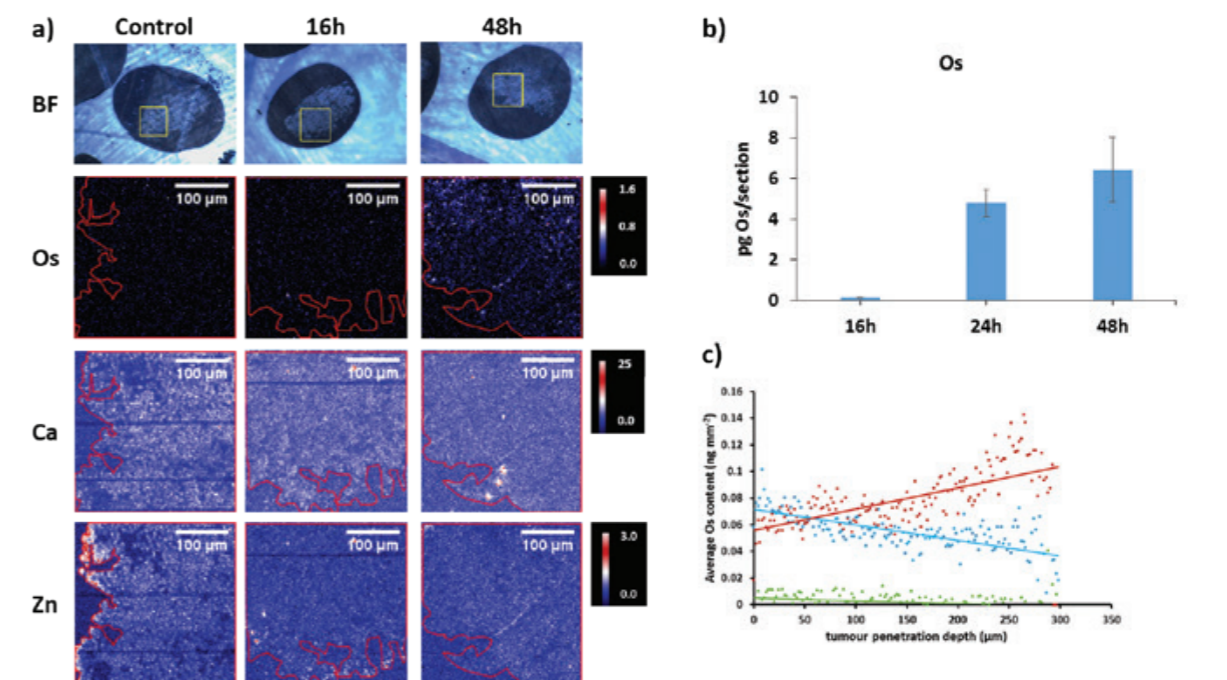 a)
Control 16h 48h
BF
Os
100 µm 100 µm 100 µm
1.6
0.8
0.0
Ca
100 µm 100 µm 100 µm
25
0.0
Zn
100 µm 100 µm 100 µm
3.0
0.0
b)
Os
pg Os/section
10
8
6
4
2
0
16h 24h 48h
c)
Average Os content (ng mm⁻²)
0.16
0.14
0.12
0.1
0.08
0.06
0.04
0.02
0
0 50 100 150 200 250 300 350
tumour penetration depth (µm)